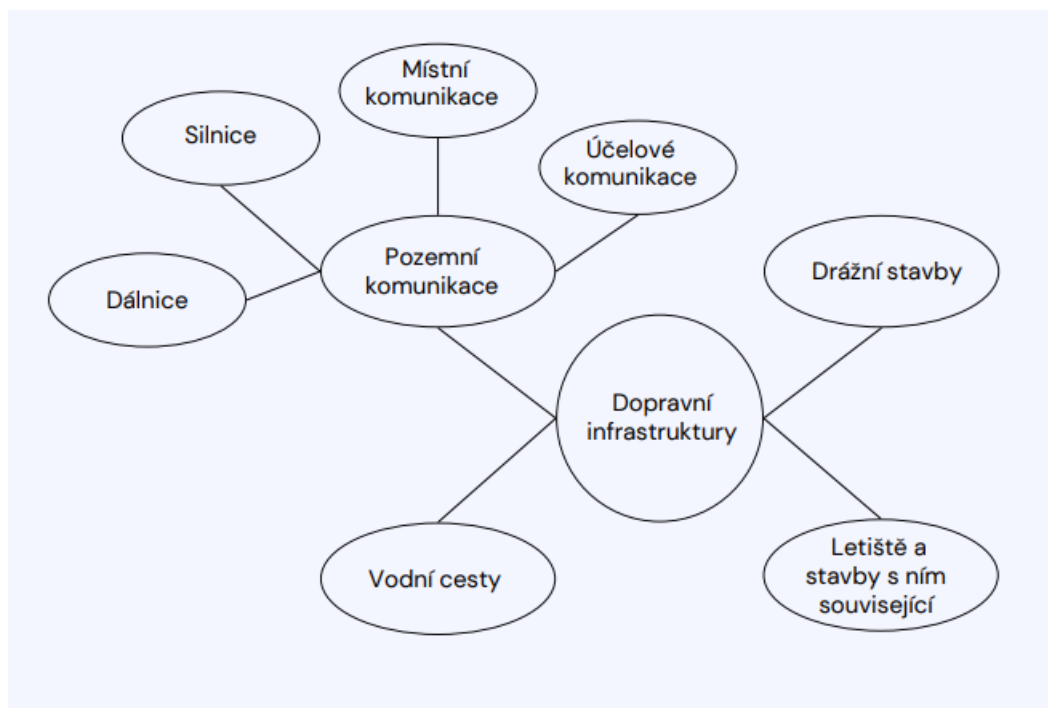 Místní
komunikace
Silnice
Účelové
komunikace
Pozemní
komunikace
Drážní stavby
Dálnice
Dopravní
infrastruktury
Vodní cesty
Letiště a
stavby s ním
související